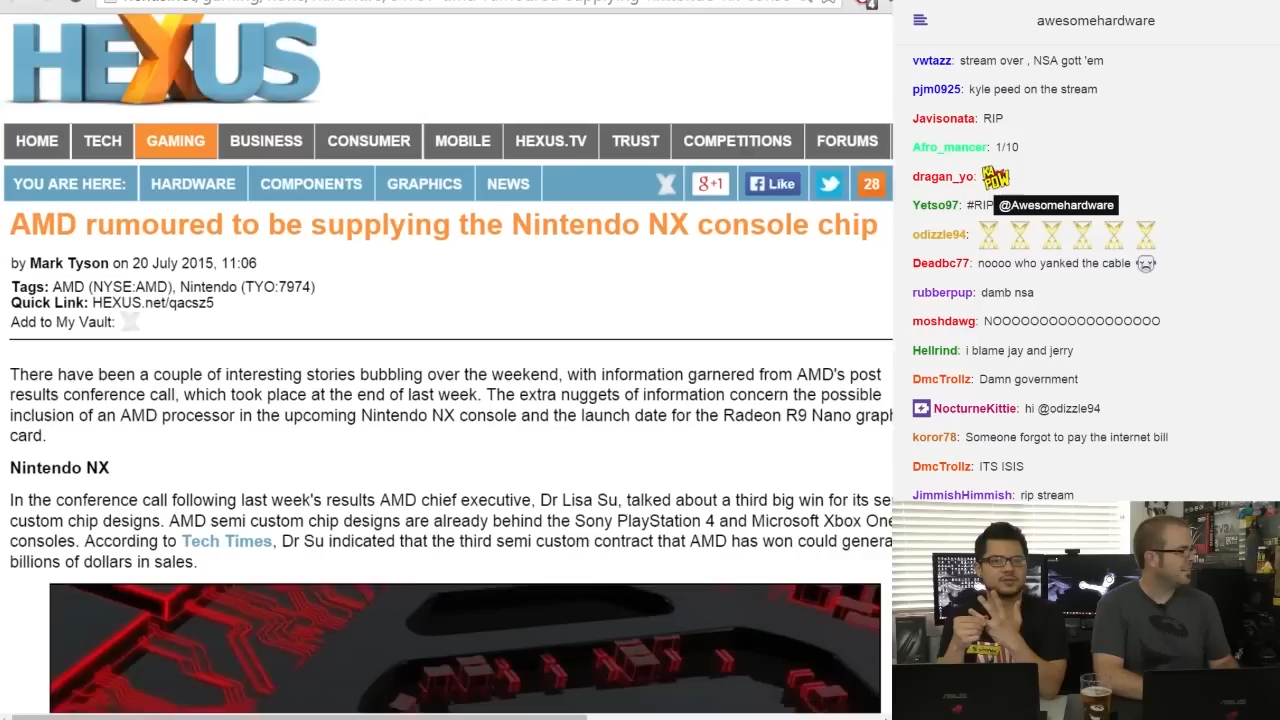 HEXUS
HOME TECH GAMING BUSINESS CONSUMER MOBILE HEXUS.TV TRUST COMPETITIONS FORUMS
YOU ARE HERE: HARDWARE COMPONENTS GRAPHICS NEWS g+1 Like 28
AMD rumoured to be supplying the Nintendo NX console chip
by Mark Tyson on 20 July 2015, 11:06
Tags: AMD (NYSE:AMD), Nintendo (TYO:7974)
Quick Link: HEXUS.net/qacsz5
Add to My Vault:
There have been a couple of interesting stories bubbling over the weekend, with information garnered from AMD's post
results conference call, which took place at the end of last week. The extra nuggets of information concern the possible
inclusion of an AMD processor in the upcoming Nintendo NX console and the launch date for the Radeon R9 Nano graph
card.
Nintendo NX
In the conference call following last week's results AMD chief executive, Dr Lisa Su, talked about a third big win for its se
custom chip designs. AMD semi custom chip designs are already behind the Sony PlayStation 4 and Microsoft Xbox One
consoles. According to Tech Times, Dr Su indicated that the third semi custom contract that AMD has won could genera
billions of dollars in sales.
awesomehardware
vwtazz: stream over , NSA gott 'em
pjm0925: kyle peed on the stream
Javisonata: RIP
Afro_mancer: 1/10
dragan_yo: KA POW
Yetso97: #RIP @Awesomehardware
odizzle94:
Deadbc77: noooo who yanked the cable
rubberpup: damb nsa
moshdawg: NOOOOOOOOOOOOOOOOOO
Hellrind: i blame jay and jerry
DmcTrollz: Damn government
NocturneKittie: hi @odizzle94
koror78: Someone forgot to pay the internet bill
DmcTrollz: ITS ISIS
JimmishHimmish: rip stream
ASUS
ASUS